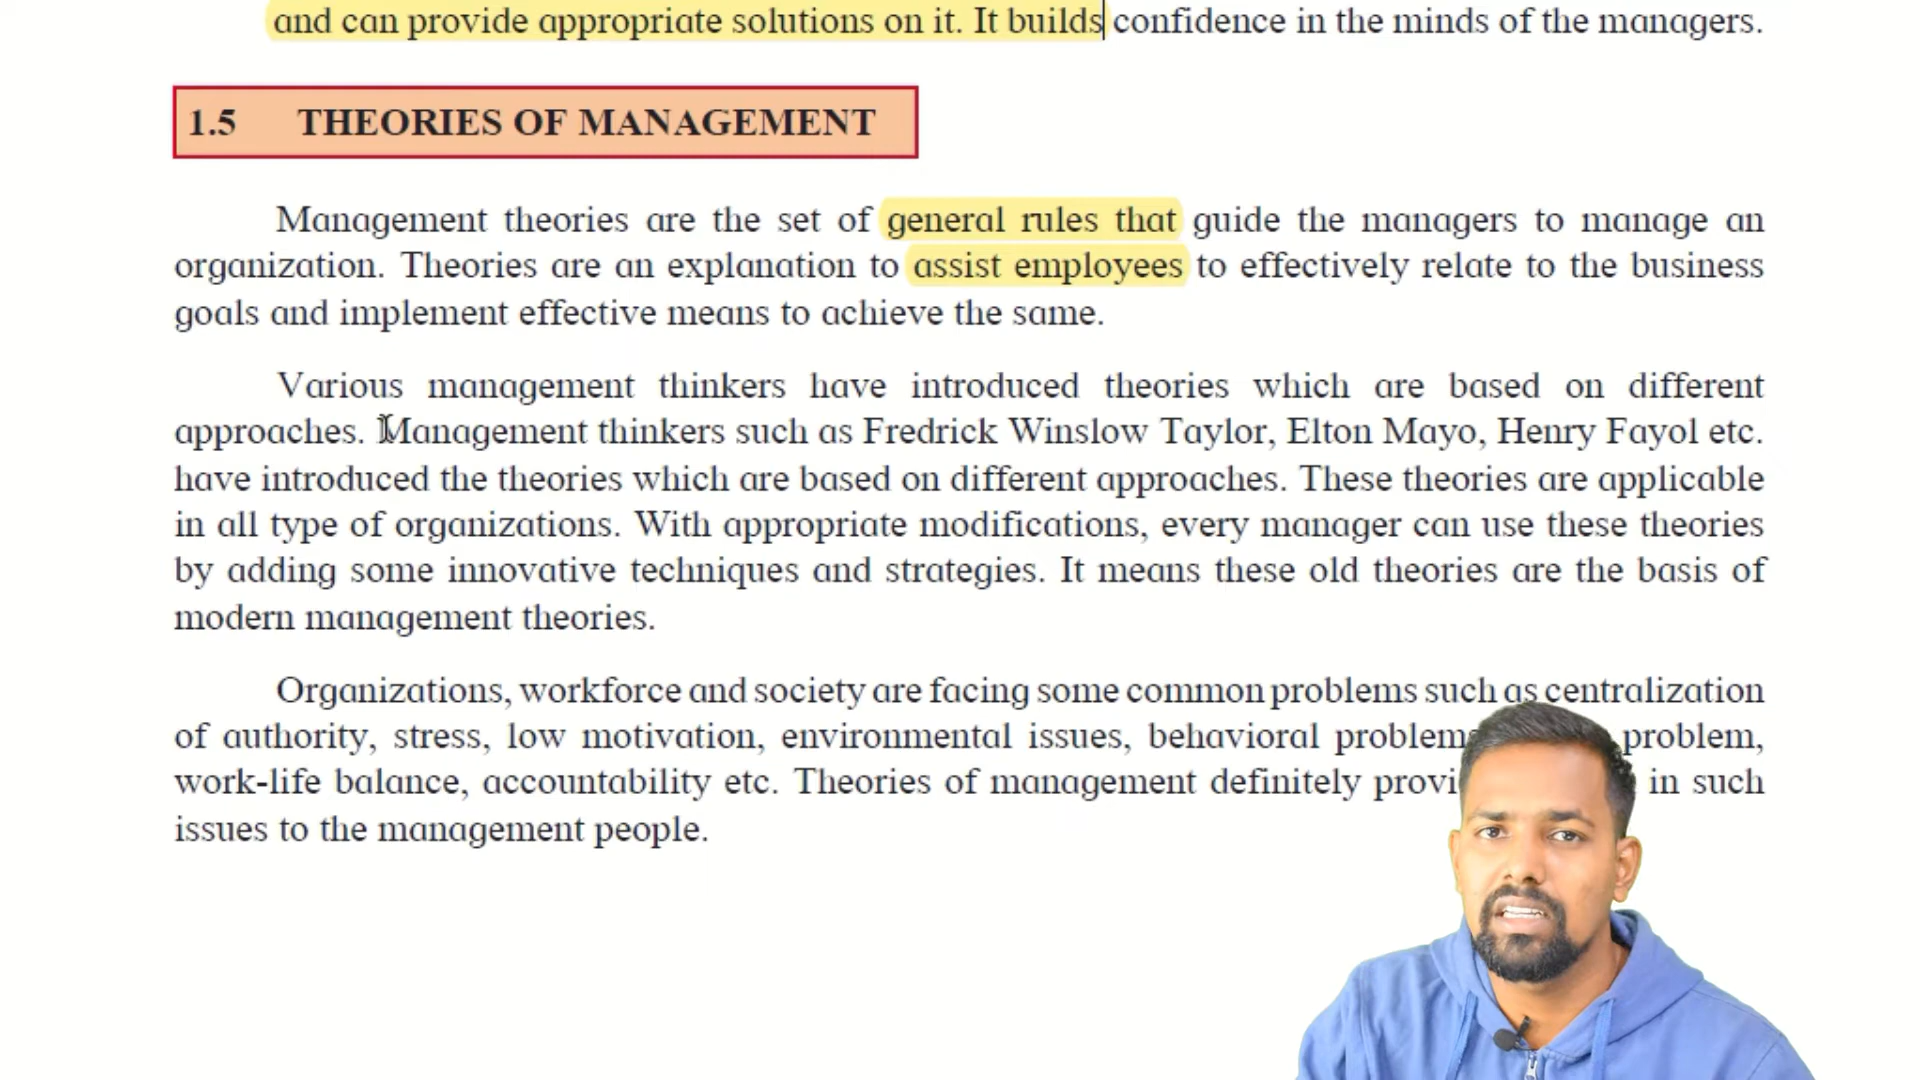 and can provide appropriate solutions on it. It builds confidence in the minds of the managers.
1.5 THEORIES OF MANAGEMENT
Management theories are the set of general rules that guide the managers to manage an
organization. Theories are an explanation to assist employees to effectively relate to the business
goals and implement effective means to achieve the same.
Various management thinkers have introduced theories which are based on different
approaches. Management thinkers such as Fredrick Winslow Taylor, Elton Mayo, Henry Fayol etc.
have introduced the theories which are based on different approaches. These theories are applicable
in all type of organizations. With appropriate modifications, every manager can use these theories
by adding some innovative techniques and strategies. It means these old theories are the basis of
modern management theories.
Organizations, workforce and society are facing some common problems such as centralization
of authority, stress, low motivation, environmental issues, behavioral problem, work-life balance, accountability etc. Theories of management definitely in such
issues to the management people.